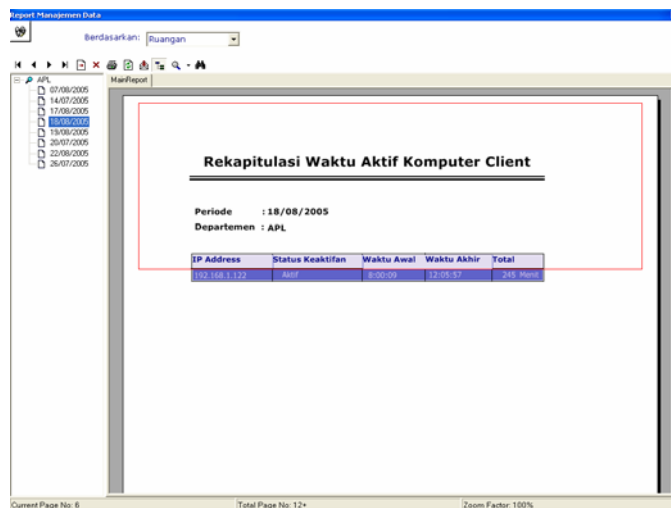 Report Manajemen Data
Berdasarkan: Ruangan
APL
07/08/2005
14/07/2005
17/08/2005
18/08/2005
19/08/2005
20/07/2005
22/08/2005
26/07/2005
MainReport
Rekapitulasi Waktu Aktif Komputer Client
Periode : 18/08/2005
Departemen : APL
IP Address Status Keaktifan Waktu Awal Waktu Akhir Total
192.168.1.122 Aktif 8:00:09 12:05:57 245 Menit
Current Page No: 6 Total Page No: 12+ Zoom Factor: 100%